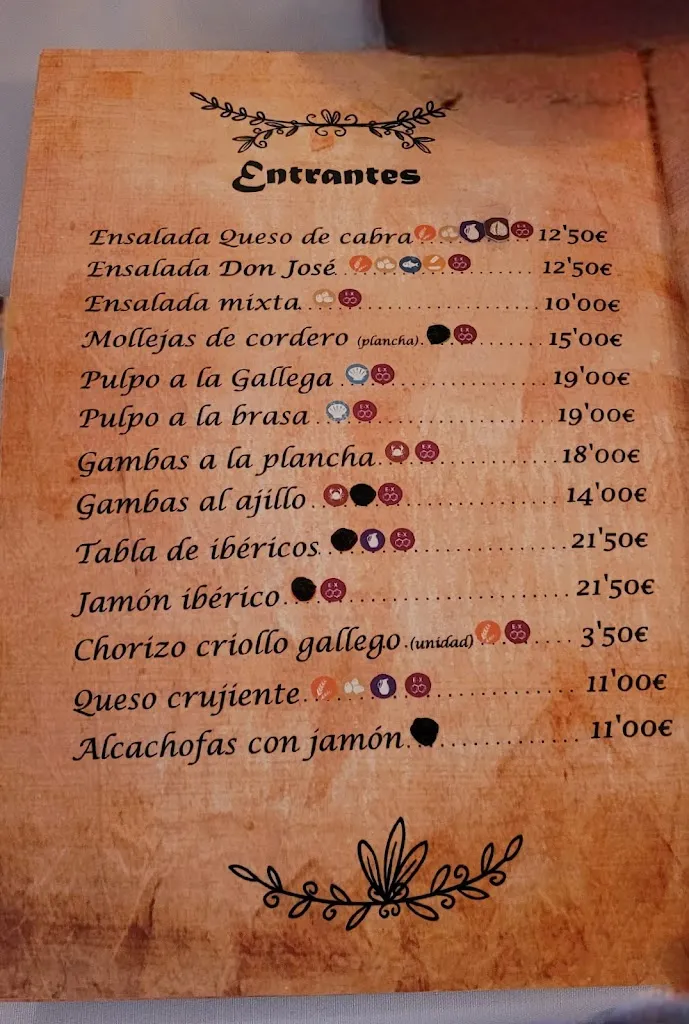 Entrantes
Ensalada Queso de cabra 12'50€
Ensalada Don José 12'50€
Ensalada mixta 10'00€
Mollejas de cordero (plancha) 15'00€
Pulpo a la Gallega 19'00€
Pulpo a la brasa 19'00€
Gambas a la plancha 18'00€
Gambas al ajillo 14'00€
Tabla de ibéricos 21'50€
Jamón ibérico 21'50€
Chorizo criollo gallego (unidad) 3'50€
Queso crujiente 11'00€
Alcachofas con jamón 11'00€